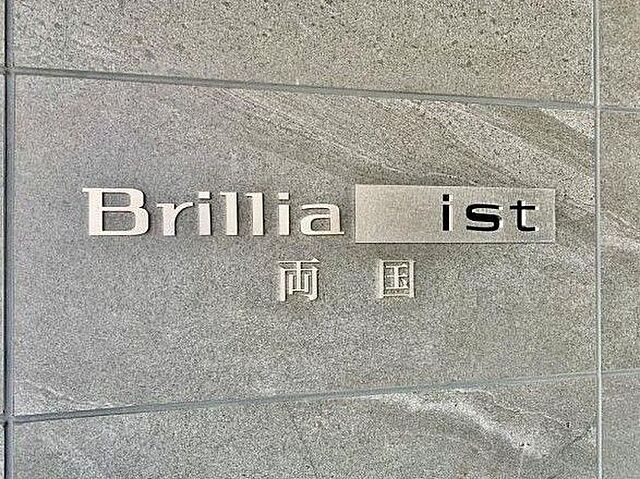 Brillia ist
両国